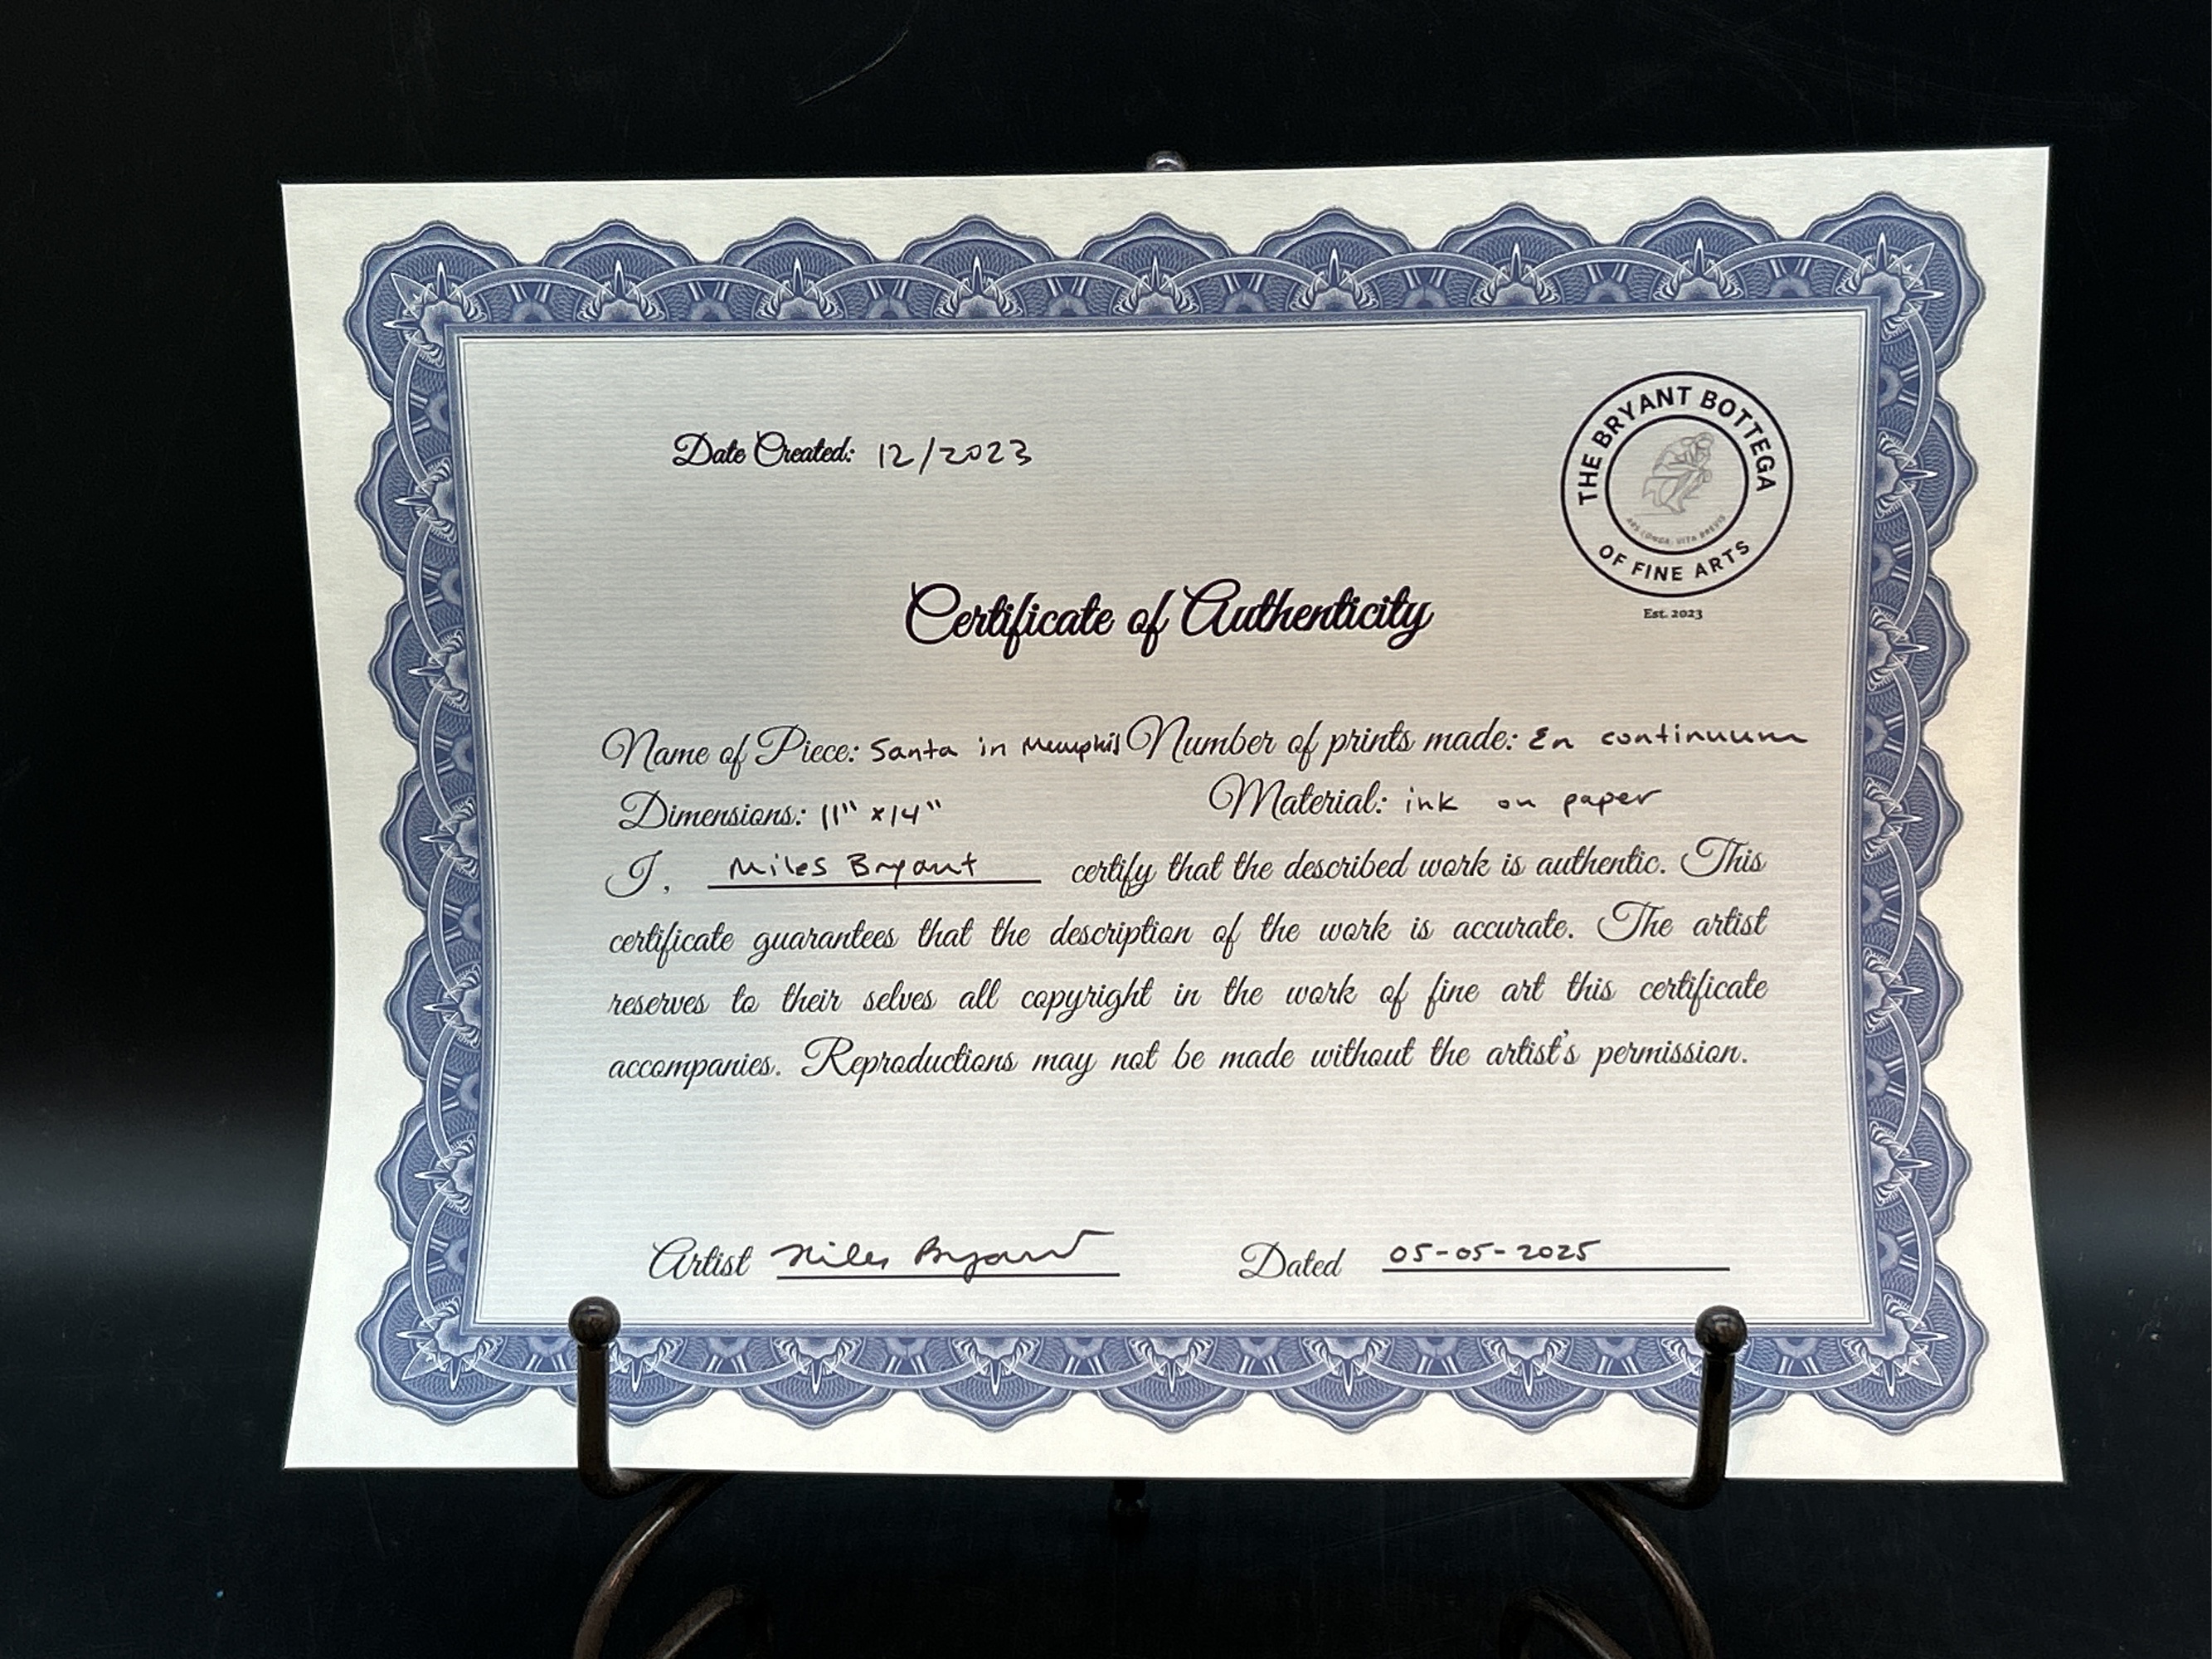 Date Created: 12/2023
THE BRYANT BOTTEGA
ARS LONGA, VITA BREVIS
OF FINE ARTS
Est. 2023
Certificate of Authenticity
Name of Piece: Santa in Memphis Number of prints made: En continuum
Dimensions: 11" x 14" Material: ink on paper
I, Miles Bryant certify that the described work is authentic. This
certificate guarantees that the description of the work is accurate. The artist
reserves to their selves all copyright in the work of fine art this certificate
accompanies. Reproductions may not be made without the artist's permission.
Artist Miles Bryant Dated 05-05-2025